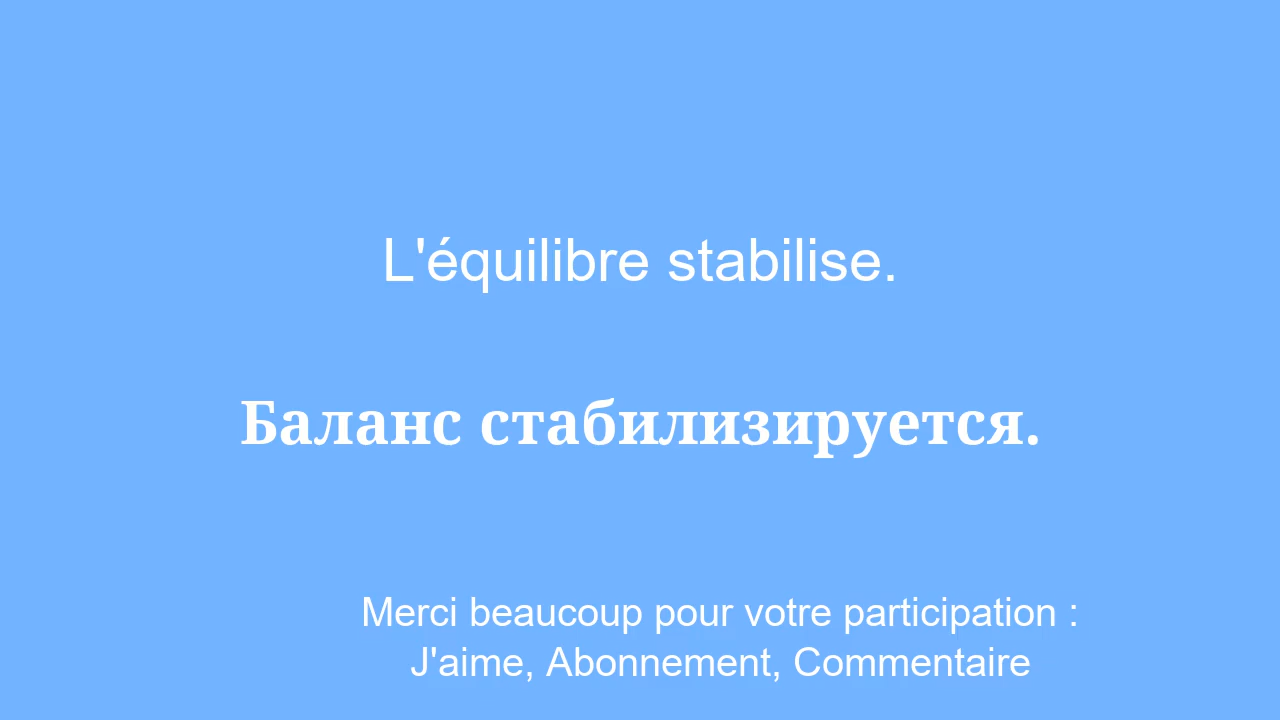 L'équilibre stabilise.
Баланс стабилизируется.
Merci beaucoup pour votre participation :
J'aime, Abonnement, Commentaire